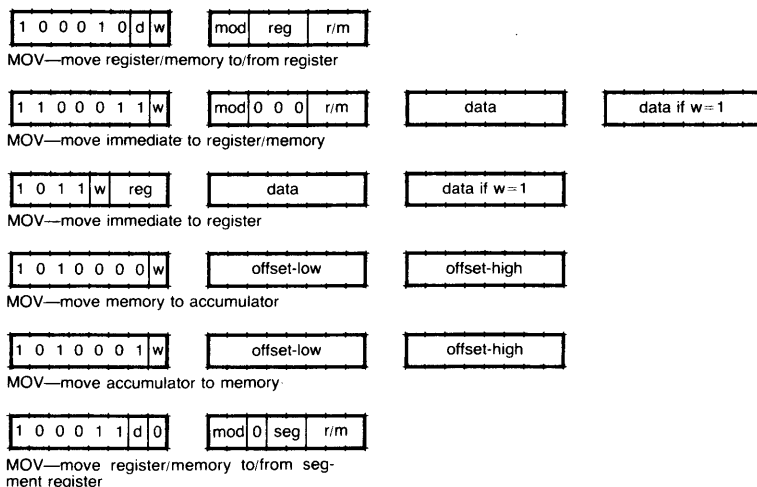 1 0 0 0 1 0 d w mod reg r/m
MOV—move register/memory to/from register
1 1 0 0 0 1 1 w mod 0 0 0 r/m data data if w=1
MOV—move immediate to register/memory
1 0 1 1 w reg data data if w=1
MOV—move immediate to register
1 0 1 0 0 0 0 w offset-low offset-high
MOV—move memory to accumulator
1 0 1 0 0 0 1 w offset-low offset-high
MOV—move accumulator to memory
1 0 0 0 1 1 d 0 mod 0 seg r/m
MOV—move register/memory to/from seg-
ment register